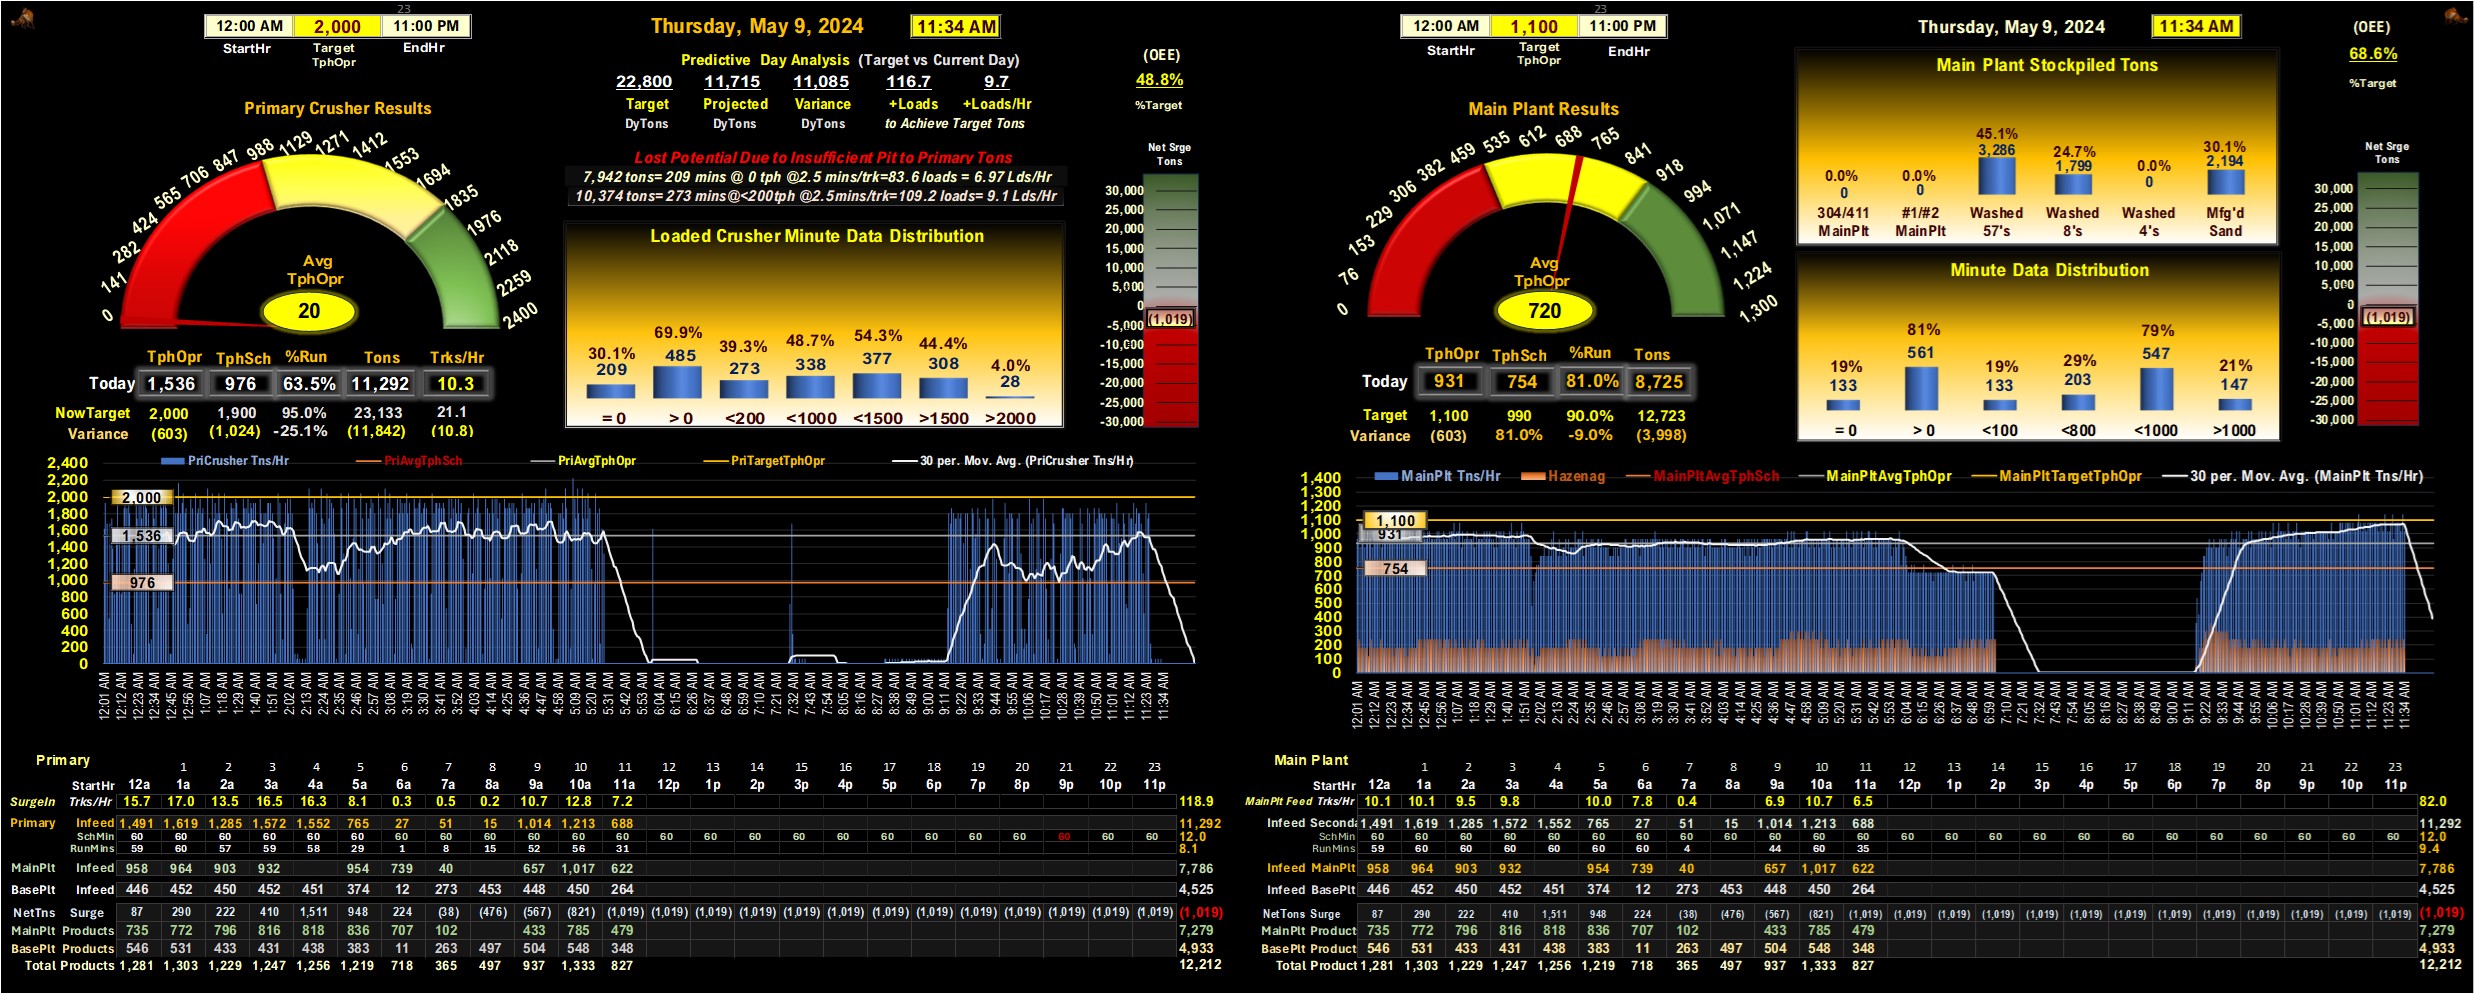 23
12:00 AM 2,000 11:00 PM
StartHr Target TphOpr EndHr
Thursday, May 9, 2024 11:34 AM
Predictive Day Analysis (Target vs Current Day)
22,800 11,715 11,085 116.7 9.7
Target Projected Variance +Loads +Loads/Hr
DyTons DyTons DyTons to Achieve Target Tons
(OEE)
48.8%
%Target
Primary Crusher Results
0 141 282 424 565 706 847 988 1129 1271 1412 1553 1694 1835 1976 2118 2259 2400
Avg
TphOpr
20
Lost Potential Due to Insufficient Pit to Primary Tons
7,942 tons= 209 mins @ 0 tph @2.5 mins/trk=83.6 loads = 6.97 Lds/Hr
10,374 tons= 273 mins@<200tph @2.5mins/trk=109.2 loads= 9.1 Lds/Hr
Loaded Crusher Minute Data Distribution
30.1% 69.9% 39.3% 48.7% 54.3% 44.4% 4.0%
209 485 273 338 377 308 28
= 0 > 0 <200 <1000 <1500 >1500 >2000
Net Srge
Tons
30,000
25,000
20,000
15,000
10,000
5,000
0
(1,019)
-5,000
-10,000
-15,000
-20,000
-25,000
-30,000
TphOpr TphSch %Run Tons Trks/Hr
Today 1,536 976 63.5% 11,292 10.3
NowTarget 2,000 1,900 95.0% 23,133 21.1
Variance (603) (1,024) -25.1% (11,842) (10.8)
PriCrusher Tns/Hr PriAvgTphSch PriAvgTphOpr PriTargetTphOpr 30 per. Mov. Avg. (PriCrusher Tns/Hr)
2,400
2,200
2,000
1,800
1,600
1,400
1,200
1,000
800
600
400
200
0
2,000
1,536
976
12:01 AM 12:12 AM 12:23 AM 12:34 AM 12:45 AM 12:56 AM 1:07 AM 1:18 AM 1:29 AM 1:40 AM 1:51 AM 2:02 AM 2:13 AM 2:24 AM 2:35 AM 2:46 AM 2:57 AM 3:08 AM 3:19 AM 3:30 AM 3:41 AM 3:52 AM 4:03 AM 4:14 AM 4:25 AM 4:36 AM 4:47 AM 4:58 AM 5:09 AM 5:20 AM 5:31 AM 5:42 AM 5:53 AM 6:04 AM 6:15 AM 6:26 AM 6:37 AM 6:48 AM 6:59 AM 7:10 AM 7:21 AM 7:32 AM 7:43 AM 7:54 AM 8:05 AM 8:16 AM 8:27 AM 8:38 AM 8:49 AM 9:00 AM 9:11 AM 9:22 AM 9:33 AM 9:44 AM 9:55 AM 10:06 AM 10:17 AM 10:28 AM 10:39 AM 10:50 AM 11:01 AM 11:12 AM 11:23 AM 11:34 AM
Primary
1 2 3 4 5 6 7 8 9 10 11 12 13 14 15 16 17 18 19 20 21 22 23
StartHr 12a 1a 2a 3a 4a 5a 6a 7a 8a 9a 10a 11a 12p 1p 2p 3p 4p 5p 6p 7p 8p 9p 10p 11p
SurgeIn Trks/Hr 15.7 17.0 13.5 16.5 16.3 8.1 0.3 0.5 0.2 10.7 12.8 7.2 118.9
Primary Infeed 1,491 1,619 1,285 1,572 1,552 765 27 51 15 1,014 1,213 688 11,292
SchMin 60 60 60 60 60 60 60 60 60 60 60 60 60 60 60 60 60 60 60 60 60 60 60 60 12.0
RunMins 59 60 57 59 58 29 1 8 15 52 56 31 8.1
MainPlt Infeed 958 964 903 932 954 739 40 657 1,017 622 7,786
BasePlt Infeed 446 452 450 452 451 374 12 273 453 448 450 264 4,525
NetTns Surge 87 290 222 410 1,511 948 224 (38) (476) (567) (821) (1,019) (1,019) (1,019) (1,019) (1,019) (1,019) (1,019) (1,019) (1,019) (1,019) (1,019) (1,019) (1,019) (1,019)
MainPlt Products 735 772 796 816 818 836 707 102 433 785 479 7,279
BasePlt Products 546 531 433 431 438 383 11 263 497 504 548 348 4,933
Total Products 1,281 1,303 1,229 1,247 1,256 1,219 718 365 497 937 1,333 827 12,212
23
12:00 AM 1,100 11:00 PM
StartHr Target TphOpr EndHr
Thursday, May 9, 2024 11:34 AM
(OEE)
68.6%
%Target
Main Plant Results
0 76 153 229 306 382 459 535 612 688 765 841 918 994 1,071 1,147 1,224 1,300
Avg
TphOpr
720
Main Plant Stockpiled Tons
0.0% 0.0% 45.1% 24.7% 0.0% 30.1%
0 0 3,286 1,799 0 2,194
304/411 #1/#2 Washed Washed Washed Mfg'd
MainPlt MainPlt 57's 8's 4's Sand
Minute Data Distribution
19% 81% 19% 29% 79% 21%
133 561 133 203 547 147
= 0 > 0 <100 <800 <1000 >1000
Net Srge
Tons
30,000
25,000
20,000
15,000
10,000
5,000
0
(1,019)
-5,000
-10,000
-15,000
-20,000
-25,000
-30,000
TphOpr TphSch %Run Tons
Today 931 754 81.0% 8,725
Target 1,100 990 90.0% 12,723
Variance (603) 81.0% -9.0% (3,998)
MainPlt Tns/Hr Hazenag MainPltAvgTphSch MainPltAvgTphOpr MainPltTargetTphOpr 30 per. Mov. Avg. (MainPlt Tns/Hr)
1,400
1,300
1,200
1,100
1,000
900
800
700
600
500
400
300
200
100
0
1,100
931
754
12:01 AM 12:12 AM 12:23 AM 12:34 AM 12:45 AM 12:56 AM 1:07 AM 1:18 AM 1:29 AM 1:40 AM 1:51 AM 2:02 AM 2:13 AM 2:24 AM 2:35 AM 2:46 AM 2:57 AM 3:08 AM 3:19 AM 3:30 AM 3:41 AM 3:52 AM 4:03 AM 4:14 AM 4:25 AM 4:36 AM 4:47 AM 4:58 AM 5:09 AM 5:20 AM 5:31 AM 5:42 AM 5:53 AM 6:04 AM 6:15 AM 6:26 AM 6:37 AM 6:48 AM 6:59 AM 7:10 AM 7:21 AM 7:32 AM 7:43 AM 7:54 AM 8:05 AM 8:16 AM 8:27 AM 8:38 AM 8:49 AM 9:00 AM 9:11 AM 9:22 AM 9:33 AM 9:44 AM 9:55 AM 10:06 AM 10:17 AM 10:28 AM 10:39 AM 10:50 AM 11:01 AM 11:12 AM 11:23 AM 11:34 AM
Main Plant
1 2 3 4 5 6 7 8 9 10 11 12 13 14 15 16 17 18 19 20 21 22 23
StartHr 12a 1a 2a 3a 4a 5a 6a 7a 8a 9a 10a 11a 12p 1p 2p 3p 4p 5p 6p 7p 8p 9p 10p 11p
MainPlt Feed Trks/Hr 10.1 10.1 9.5 9.8 10.0 7.8 0.4 6.9 10.7 6.5 82.0
Infeed Seconda 1,491 1,619 1,285 1,572 1,552 765 27 51 15 1,014 1,213 688 11,292
SchMin 60 60 60 60 60 60 60 60 60 60 60 60 60 60 60 60 60 60 60 60 60 60 60 60 12.0
RunMins 59 60 60 60 60 60 60 4 44 60 35 9.4
Infeed MainPlt 958 964 903 932 954 739 40 657 1,017 622 7,786
Infeed BasePlt 446 452 450 452 451 374 12 273 453 448 450 264 4,525
NetTons Surge 87 290 222 410 1,511 948 224 (38) (476) (567) (821) (1,019) (1,019) (1,019) (1,019) (1,019) (1,019) (1,019) (1,019) (1,019) (1,019) (1,019) (1,019) (1,019) (1,019)
MainPlt Product 735 772 796 816 818 836 707 102 433 785 479 7,279
BasePlt Product 546 531 433 431 438 383 11 263 497 504 548 348 4,933
Total Product 1,281 1,303 1,229 1,247 1,256 1,219 718 365 497 937 1,333 827 12,212